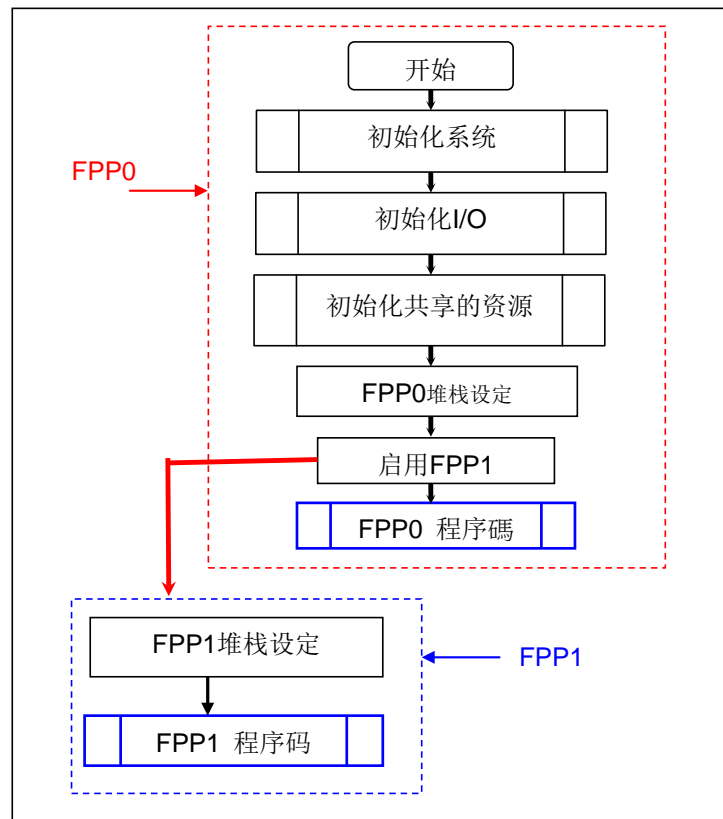 开始
初始化系统
FPP0
初始化I/O
初始化共享的资源
FPP0堆栈设定
启用FPP1
FPP0 程序碼
FPP1堆栈设定
FPP1
FPP1 程序码